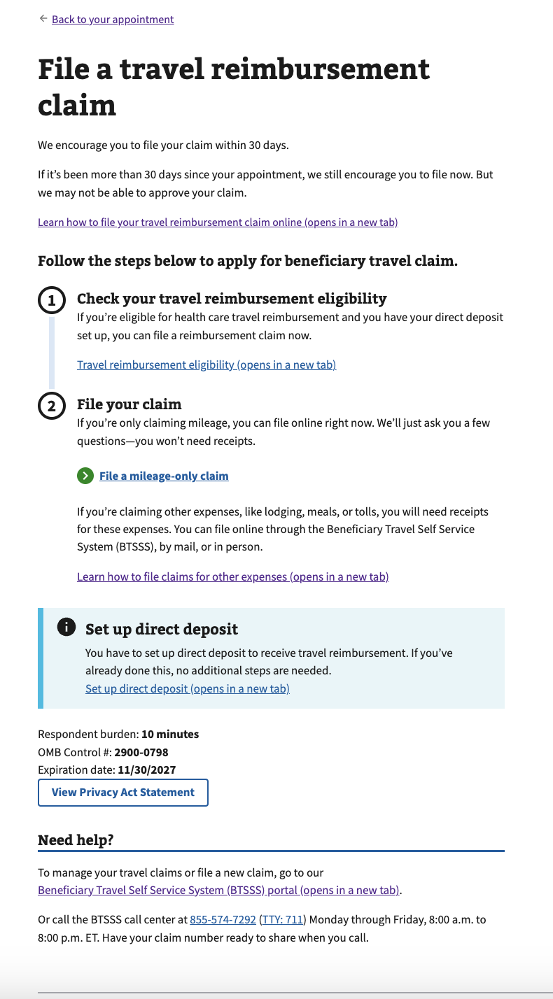 Back to your appointment
File a travel reimbursement
claim
We encourage you to file your claim within 30 days.
If it’s been more than 30 days since your appointment, we still encourage you to file now. But
we may not be able to approve your claim.
Learn how to file your travel reimbursement claim online (opens in a new tab)
Follow the steps below to apply for beneficiary travel claim.
1 Check your travel reimbursement eligibility
If you’re eligible for health care travel reimbursement and you have your direct deposit
set up, you can file a reimbursement claim now.
Travel reimbursement eligibility (opens in a new tab)
2 File your claim
If you’re only claiming mileage, you can file online right now. We’ll just ask you a few
questions—you won’t need receipts.
File a mileage-only claim
If you’re claiming other expenses, like lodging, meals, or tolls, you will need receipts
for these expenses. You can file online through the Beneficiary Travel Self Service
System (BTSSS), by mail, or in person.
Learn how to file claims for other expenses (opens in a new tab)
Set up direct deposit
You have to set up direct deposit to receive travel reimbursement. If you’ve
already done this, no additional steps are needed.
Set up direct deposit (opens in a new tab)
Respondent burden: 10 minutes
OMB Control #: 2900-0798
Expiration date: 11/30/2027
View Privacy Act Statement
Need help?
To manage your travel claims or file a new claim, go to our
Beneficiary Travel Self Service System (BTSSS) portal (opens in a new tab).
Or call the BTSSS call center at 855-574-7292 (TTY: 711) Monday through Friday, 8:00 a.m. to
8:00 p.m. ET. Have your claim number ready to share when you call.